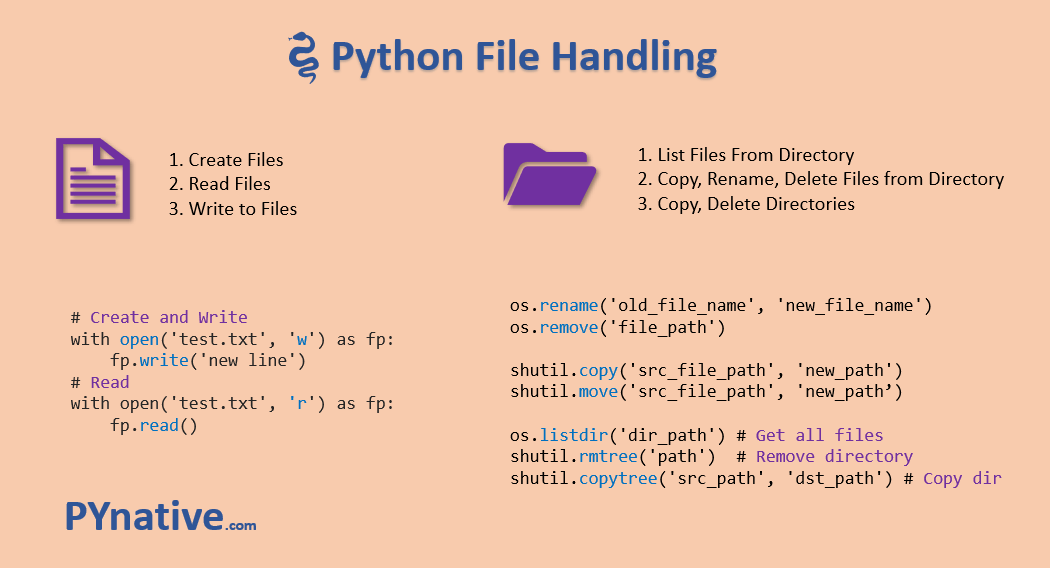 Python File Handling
1. Create Files
2. Read Files
3. Write to Files
1. List Files From Directory
2. Copy, Rename, Delete Files from Directory
3. Copy, Delete Directories
# Create and Write
with open('test.txt', 'w') as fp:
    fp.write('new line')
# Read
with open('test.txt', 'r') as fp:
    fp.read()
os.rename('old_file_name', 'new_file_name')
os.remove('file_path')
shutil.copy('src_file_path', 'new_path')
shutil.move('src_file_path', 'new_path’)
os.listdir('dir_path') # Get all files
shutil.rmtree('path')  # Remove directory
shutil.copytree('src_path', 'dst_path') # Copy dir
PYnative.com